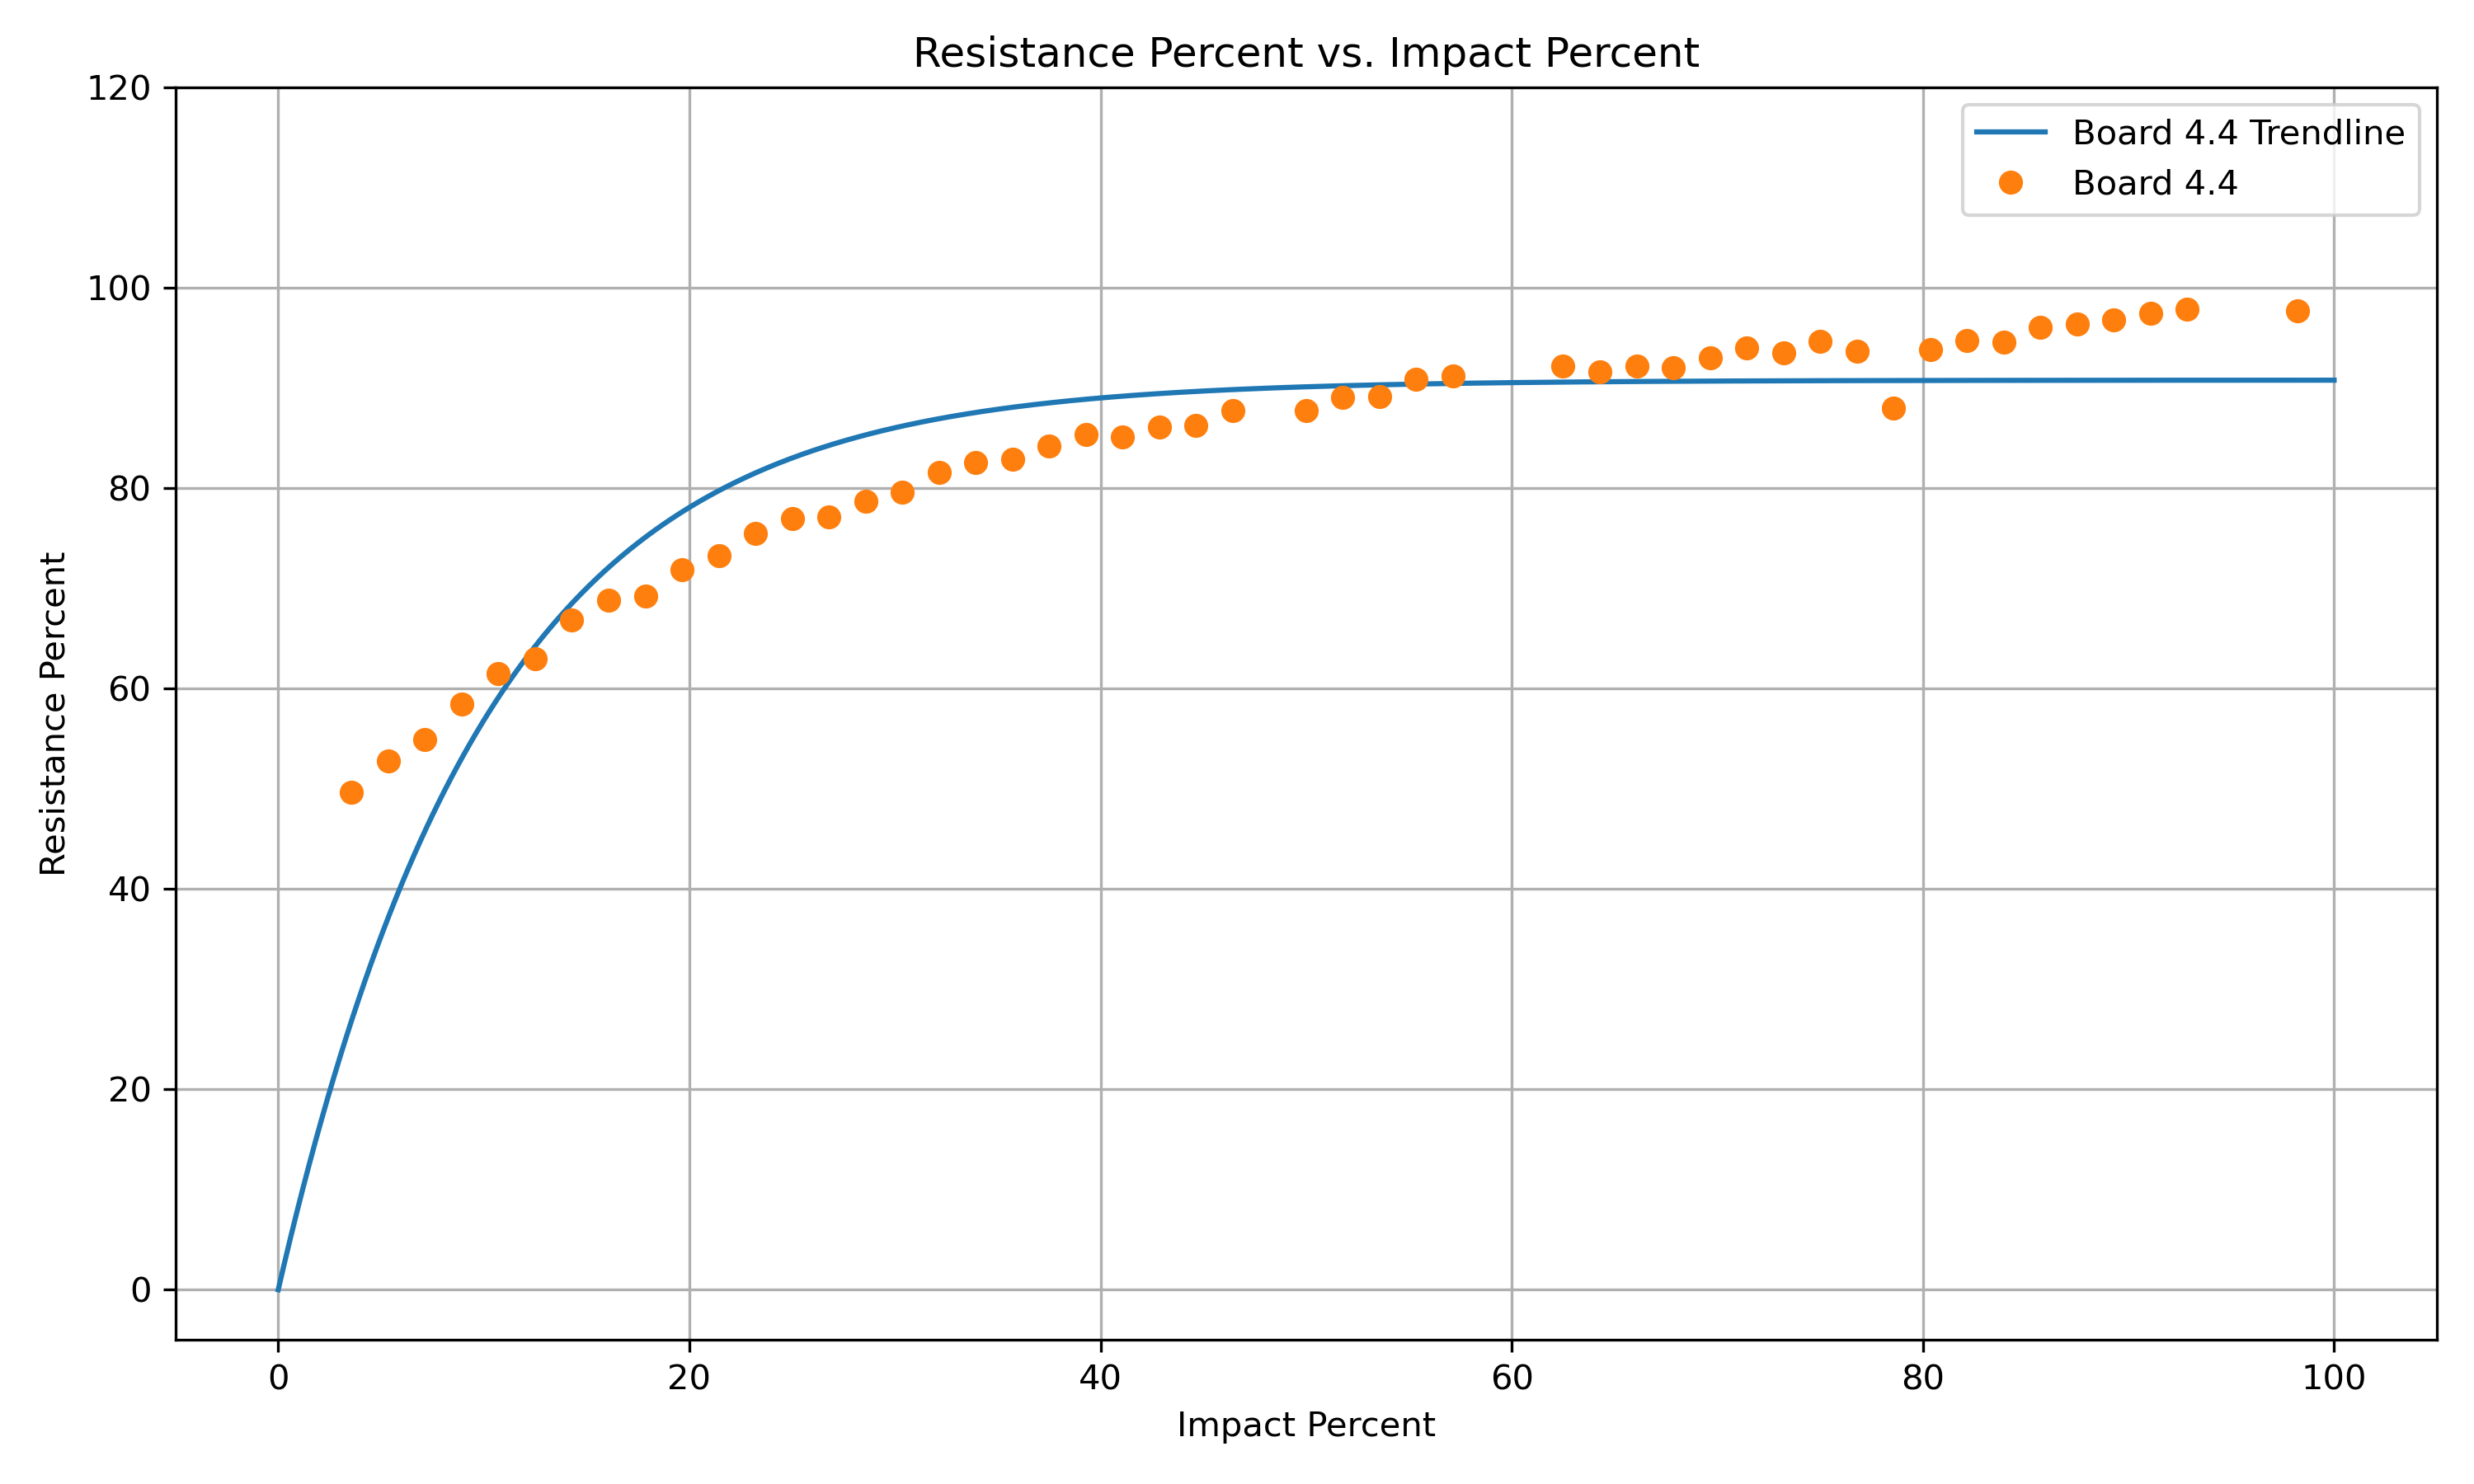 Resistance Percent vs. Impact Percent
120
100
80
60
40
20
0
Resistance Percent
Board 4.4 Trendline
Board 4.4
0 20 40 60 80 100
Impact Percent